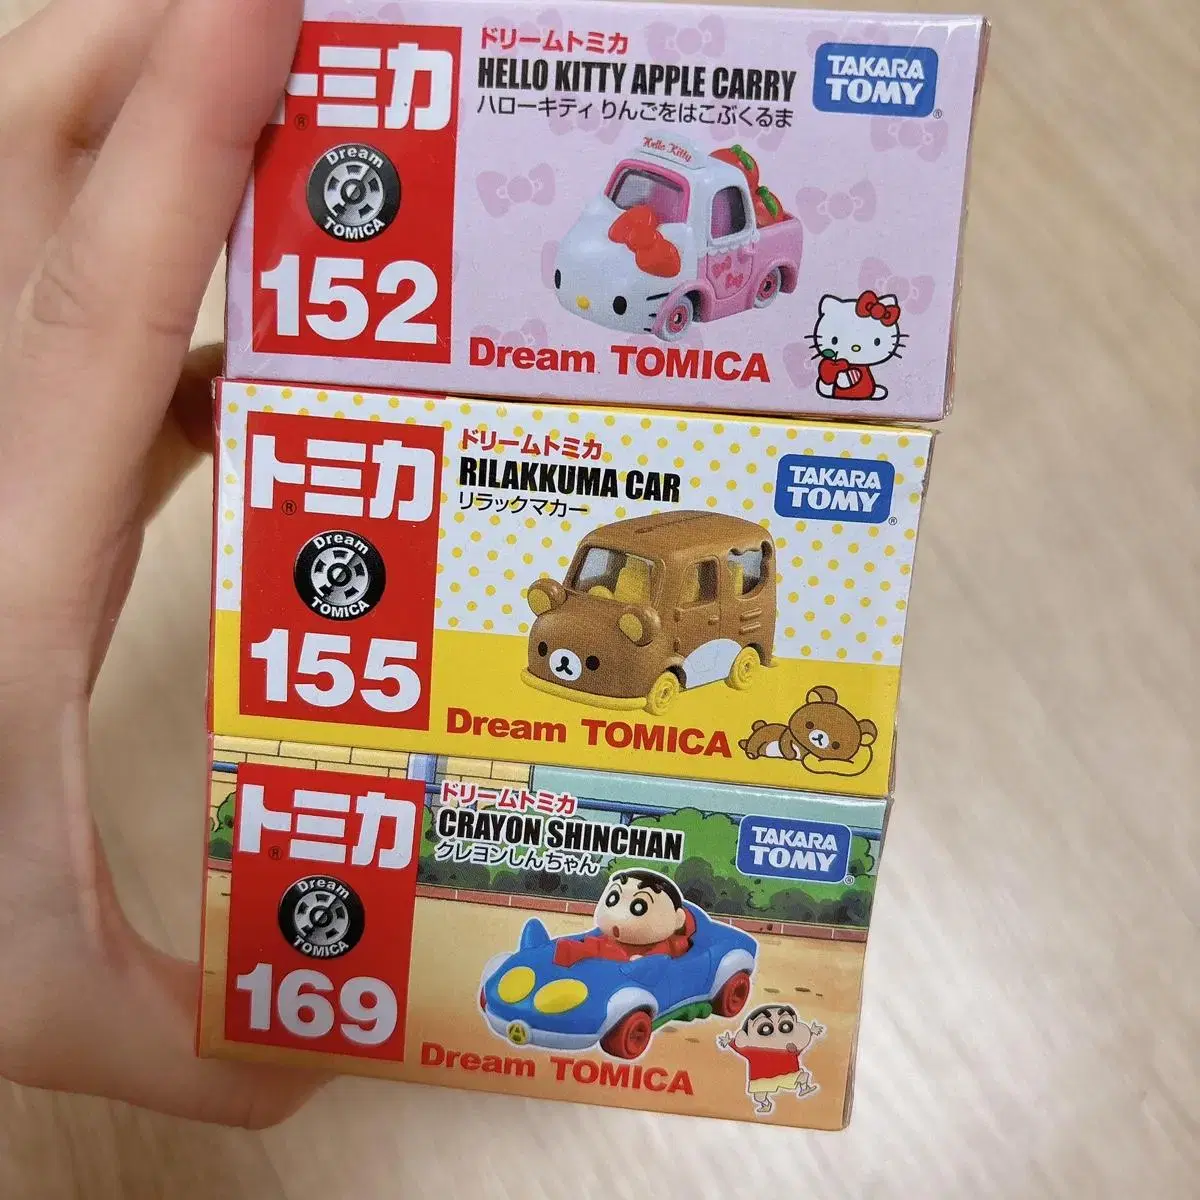 トミカ
®
Dream
TOMICA
152
ドリームトミカ
HELLO KITTY APPLE CARRY
ハローキティ りんごをはこぶくるま
TAKARA
TOMY
®
Hello Kitty
Dream TOMICA
トミカ
®
Dream
TOMICA
155
ドリームトミカ
RILAKKUMA CAR
リラックマカー
TAKARA
TOMY
®
Dream TOMICA
トミカ
®
Dream
TOMICA
169
ドリームトミカ
CRAYON SHINCHAN
クレヨンしんちゃん
TAKARA
TOMY
®
A
Dream TOMICA